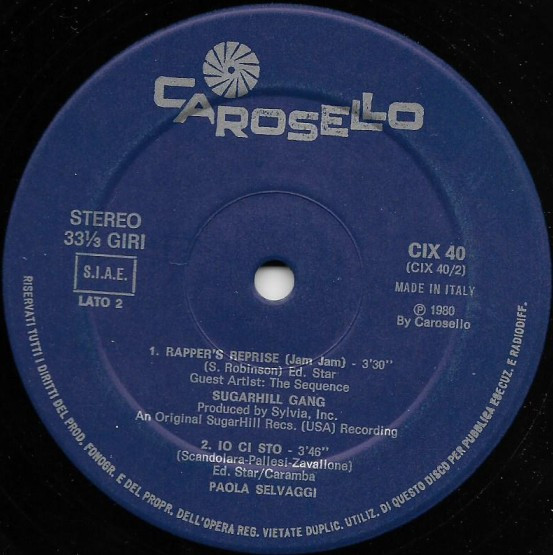 CAROSELLO
STEREO
33⅓ GIRI
S.I.A.E.
LATO 2
CIX 40
(CIX 40/2)
MADE IN ITALY
℗ 1980
By Carosello
1. RAPPER'S REPRISE (Jam Jam) - 3'30"
(S. Robinson) Ed. Star
Guest Artist: The Sequence
SUGARHILL GANG
Produced by Sylvia, Inc.
An Original SugarHill Recs. (USA) Recording
2. IO CI STO - 3'46"
(Scandolara-Pallesi-Zavallone)
Ed. Star/Caramba
PAOLA SELVAGGI
RISERVATI TUTTI I DIRITTI DEL PROD. FONOGR. E DEL PROPR. DELL'OPERA REG. VIETATE DUPLIC. UTILIZ. DI QUESTO DISCO PER PUBBLICA ESECUZ. E RADIODIFF.